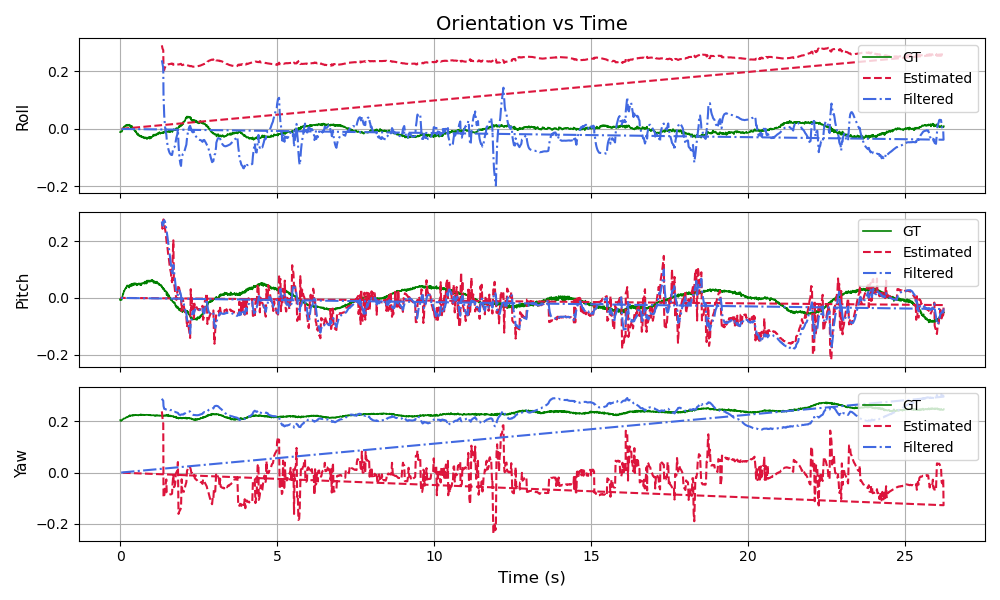 Orientation vs Time
Roll
0.2
0.0
−0.2
GT
Estimated
Filtered
Pitch
0.2
0.0
−0.2
GT
Estimated
Filtered
Yaw
0.2
0.0
−0.2
GT
Estimated
Filtered
0 5 10 15 20 25
Time (s)